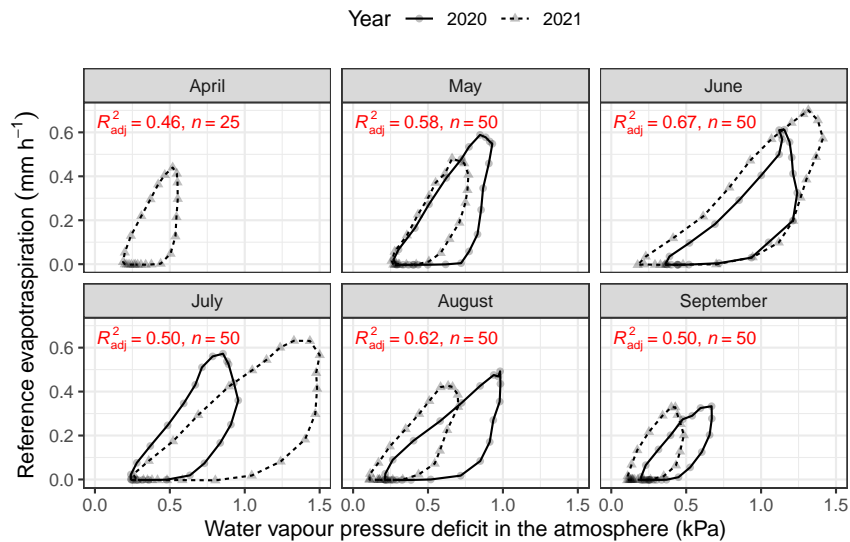 Year 2020 2021
April May June
R²adj = 0.46, n = 25 R²adj = 0.58, n = 50 R²adj = 0.67, n = 50
0.6
0.4
0.2
0.0
July August September
R²adj = 0.50, n = 50 R²adj = 0.62, n = 50 R²adj = 0.50, n = 50
0.6
0.4
0.2
0.0
0.0 0.5 1.0 1.5 0.0 0.5 1.0 1.5 0.0 0.5 1.0 1.5
Reference evapotraspiration (mm h⁻¹)
Water vapour pressure deficit in the atmosphere (kPa)